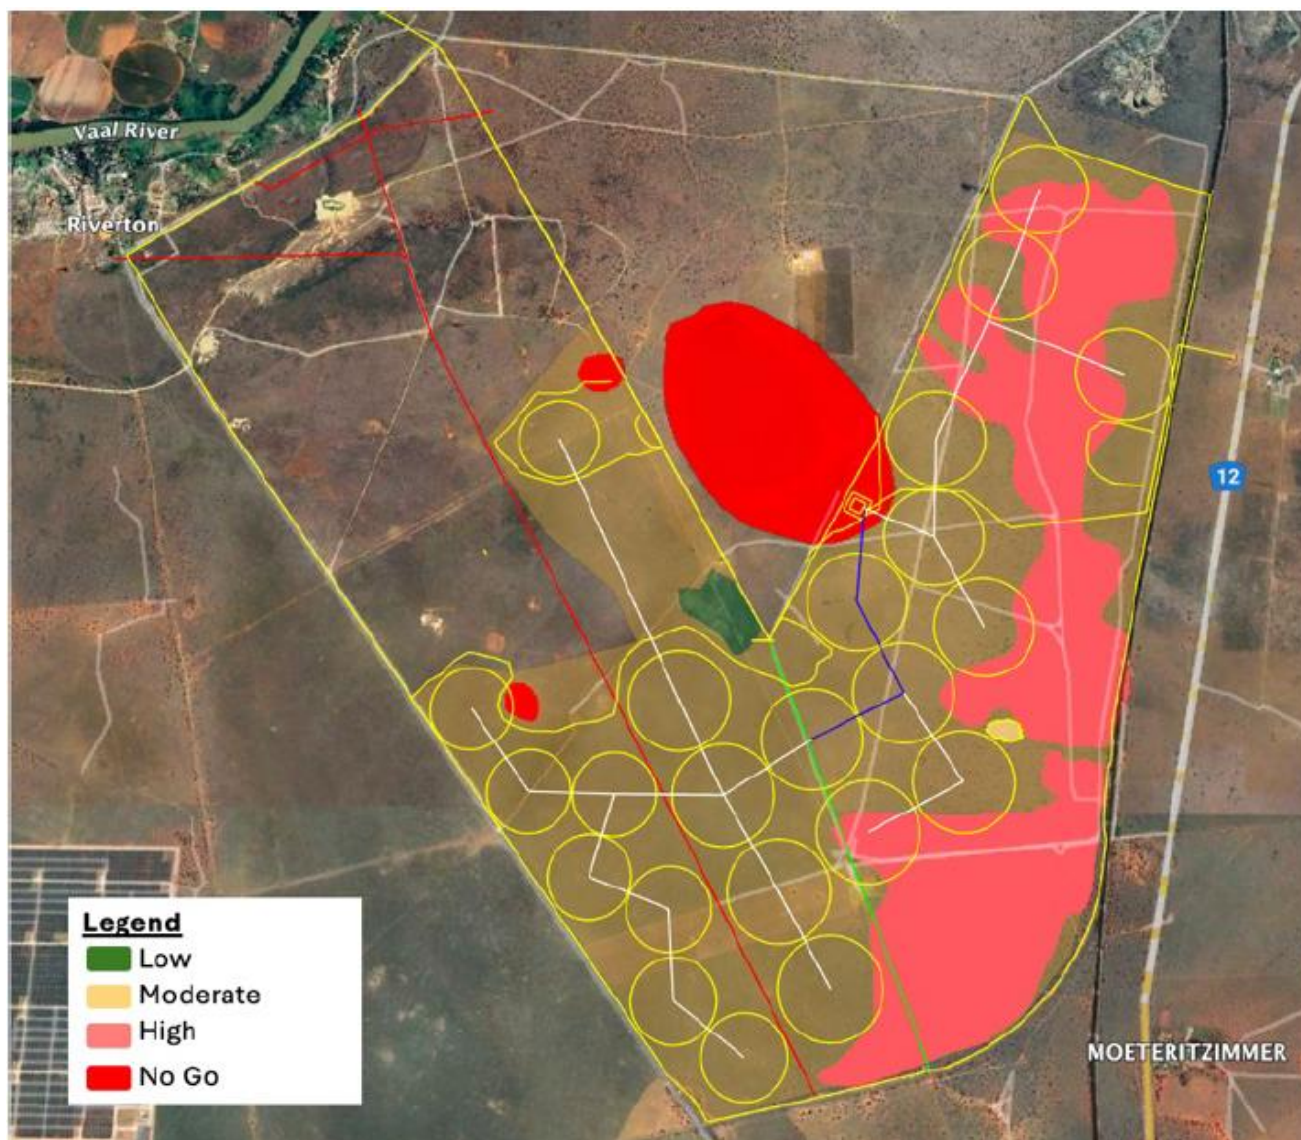 Vaal River
Riverton
12
Legend
Low
Moderate
High
No Go
MOETERITZIMMER